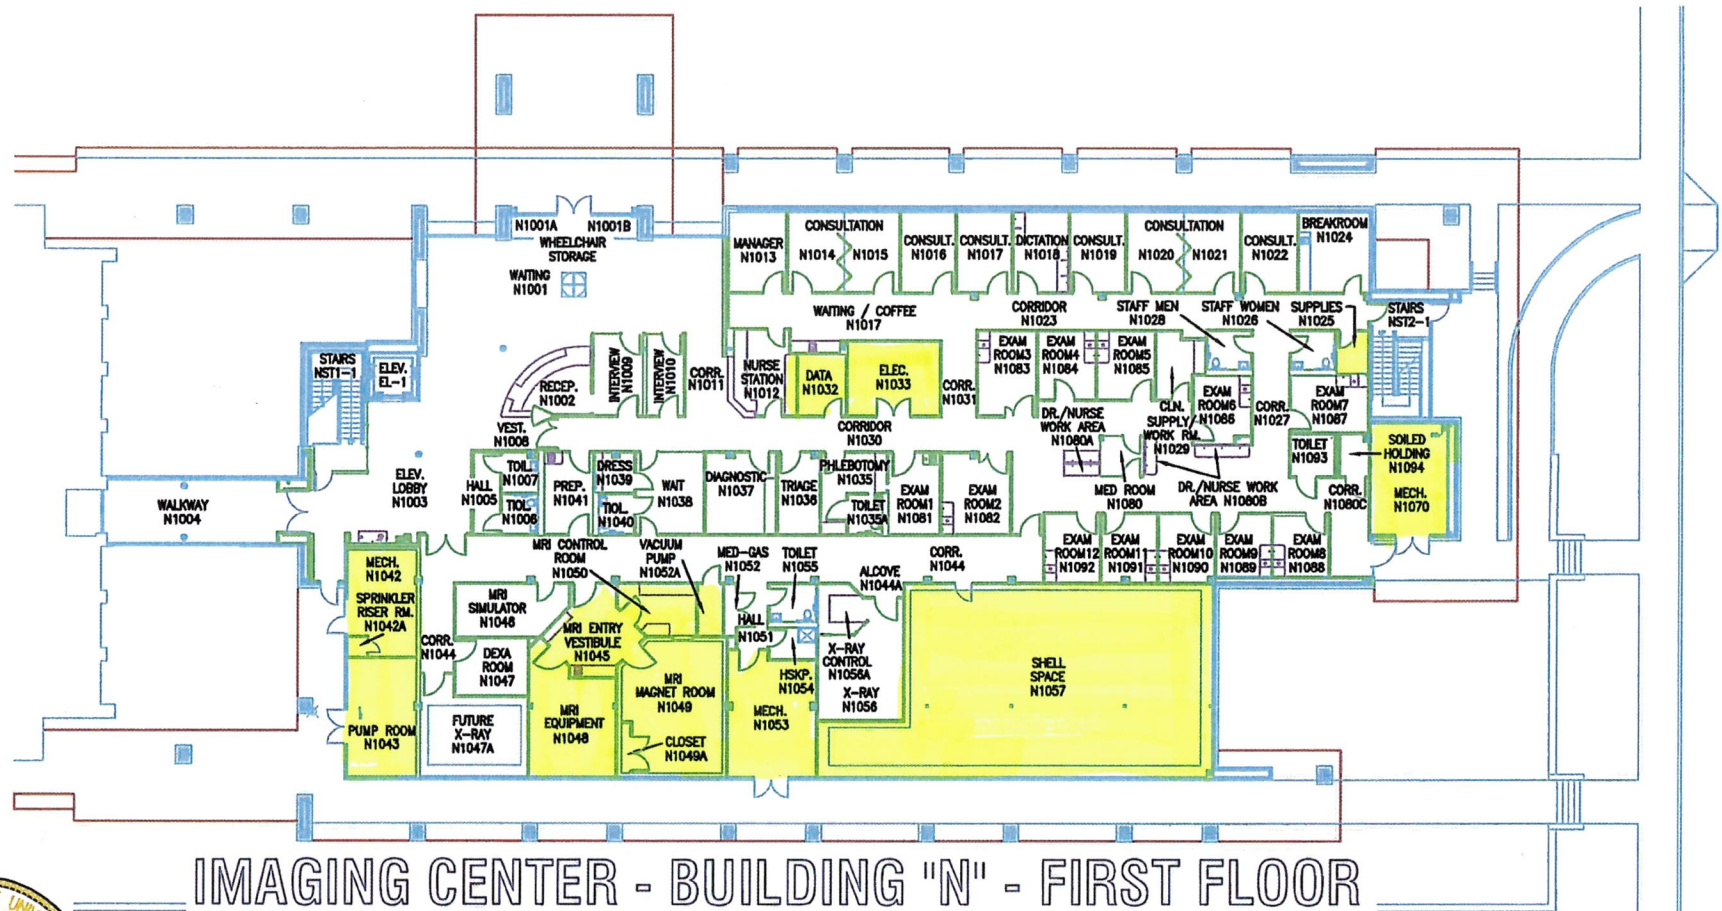 N1001A
N1001B
WHEELCHAIR
STORAGE
WAITING
N1001
MANAGER
N1013
CONSULTATION
N1014
N1015
CONSULT.
N1016
CONSULT.
N1017
DICTATION
N1018
CONSULT.
N1019
CONSULTATION
N1020
N1021
CONSULT.
N1022
BREAKROOM
N1024
WAITING / COFFEE
N1017
CORRIDOR
N1023
STAFF MEN
N1028
STAFF WOMEN
N1026
SUPPLIES
N1025
STAIRS
NST2-1
STAIRS
NST1-1
ELEV.
EL-1
RECEP.
N1002
INTERVIEW
N1009
INTERVIEW
N1010
CORR.
N1011
NURSE
STATION
N1012
DATA
N1032
ELEC.
N1033
CORR.
N1031
EXAM
ROOM3
N1083
EXAM
ROOM4
N1084
EXAM
ROOM5
N1085
EXAM
ROOM6
N1086
CORR.
N1027
EXAM
ROOM7
N1087
VEST.
N1008
CORRIDOR
N1030
DR./NURSE
WORK AREA
N1080A
CLN.
SUPPLY/
WORK RM.
N1029
TOILET
N1093
SOILED
HOLDING
N1094
MECH.
N1070
WALKWAY
N1004
ELEV.
LOBBY
N1003
HALL
N1005
TOIL.
N1007
TIOL.
N1006
PREP.
N1041
DRESS
N1039
TIOL.
N1040
WAIT
N1038
DIAGNOSTIC
N1037
TRIAGE
N1036
PHLEBOTOMY
N1035
TOILET
N1035A
EXAM
ROOM1
N1081
EXAM
ROOM2
N1082
MED ROOM
N1080
DR./NURSE WORK
AREA N1080B
CORR.
N1080C
MECH.
N1042
SPRINKLER
RISER RM.
N1042A
PUMP ROOM
N1043
MRI CONTROL
ROOM
N1050
VACUUM
PUMP
N1052A
MED-GAS
N1052
TOILET
N1055
ALCOVE
N1044A
CORR.
N1044
EXAM
ROOM12
N1092
EXAM
ROOM11
N1091
EXAM
ROOM10
N1090
EXAM
ROOM9
N1089
EXAM
ROOM8
N1088
MRI
SIMULATOR
N1046
CORR.
N1044
DEXA
ROOM
N1047
FUTURE
X-RAY
N1047A
MRI ENTRY
VESTIBULE
N1045
MRI
EQUIPMENT
N1048
MRI
MAGNET ROOM
N1049
CLOSET
N1049A
HALL
N1051
HSKP.
N1054
MECH.
N1053
X-RAY
CONTROL
N1056A
X-RAY
N1056
SHELL
SPACE
N1057
IMAGING CENTER - BUILDING "N" - FIRST FLOOR